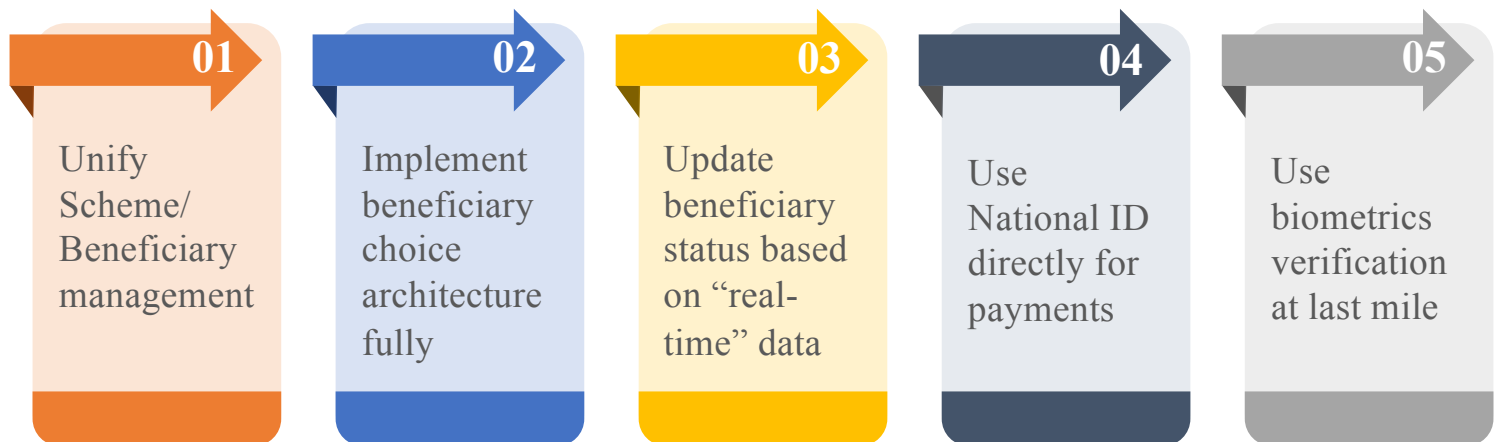 01
Unify
Scheme/
Beneficiary
management
02
Implement
beneficiary
choice
architecture
fully
03
Update
beneficiary
status based
on “real-
time” data
04
Use
National ID
directly for
payments
05
Use
biometrics
verification
at last mile